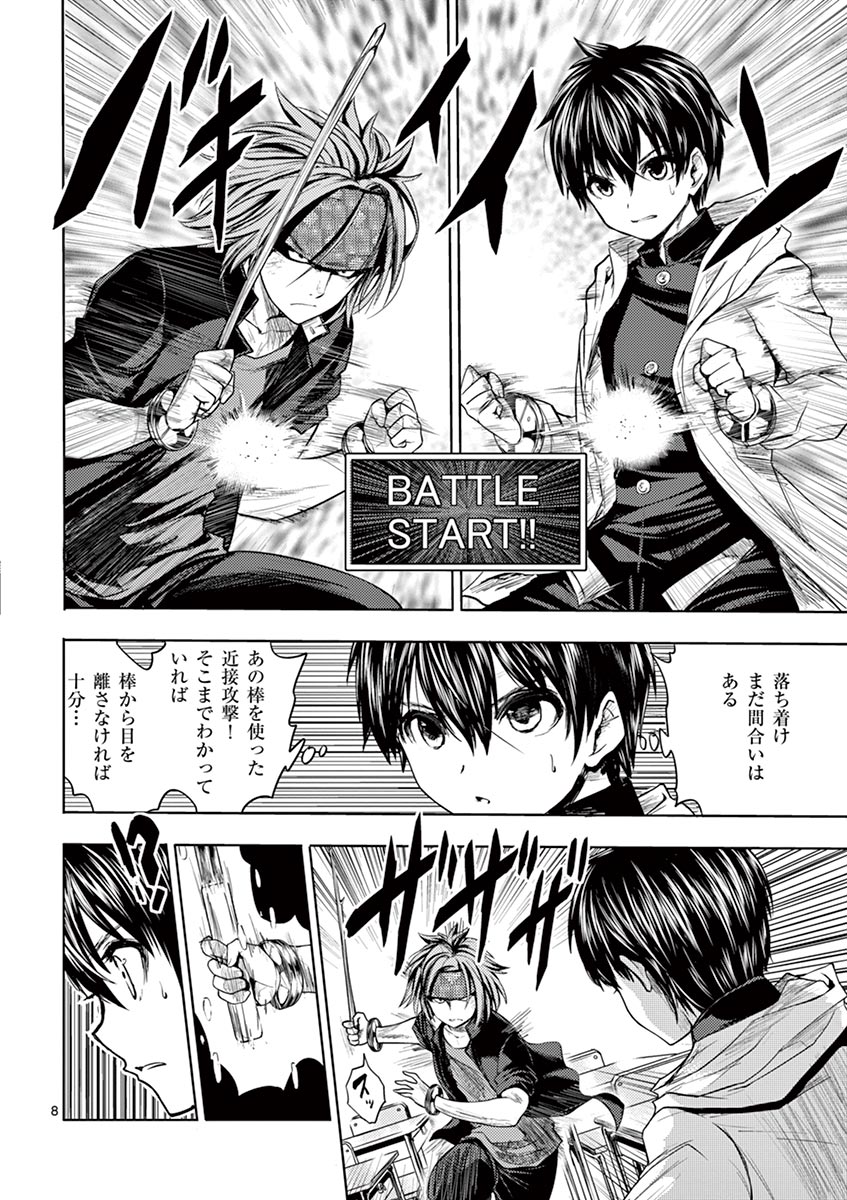 バキィイン
BATTLE
START!!
落ち着け
まだ間合いは
ある
あの棒を使った
近接攻撃！
そこまでわかって
いれば
棒から目を
離さなければ
十分…
ザザザ
スッ
!?
8